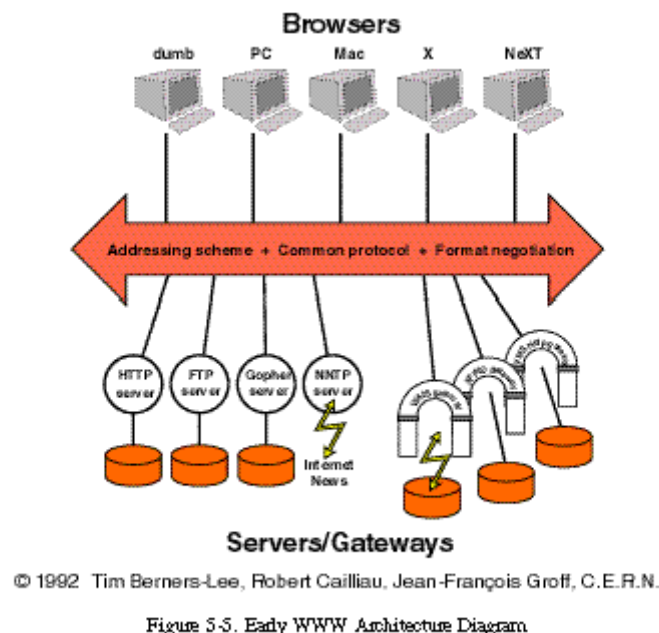 Browsers
dumb PC Mac X NeXT
Addressing scheme + Common protocol + Format negotiation
HTTP server
FTP server
Gopher server
NNTP server
Internet
News
gateway
Servers/Gateways
© 1992 Tim Berners-Lee, Robert Cailliau, Jean-François Groff, C.E.R.N.
Figure 5-5. Early WWW Architecture Diagram